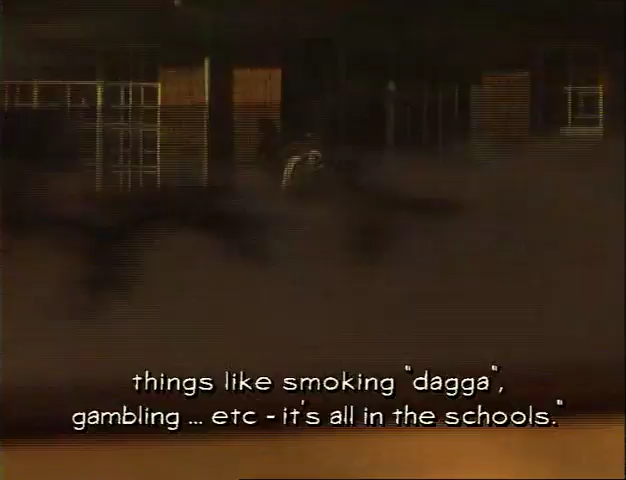 things like smoking "dagga",
gambling ... etc - it's all in the schools."